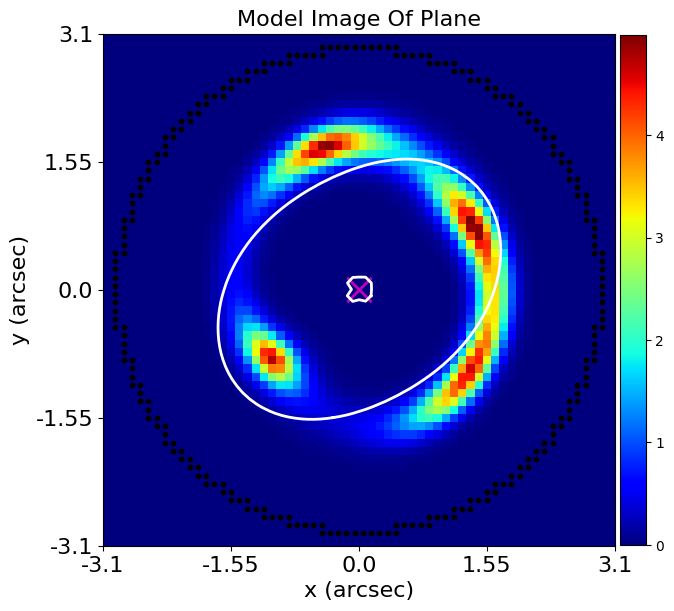 Model Image Of Plane
3.1
1.55
0.0
-1.55
-3.1
y (arcsec)
-3.1 -1.55 0.0 1.55 3.1
x (arcsec)
4
3
2
1
0